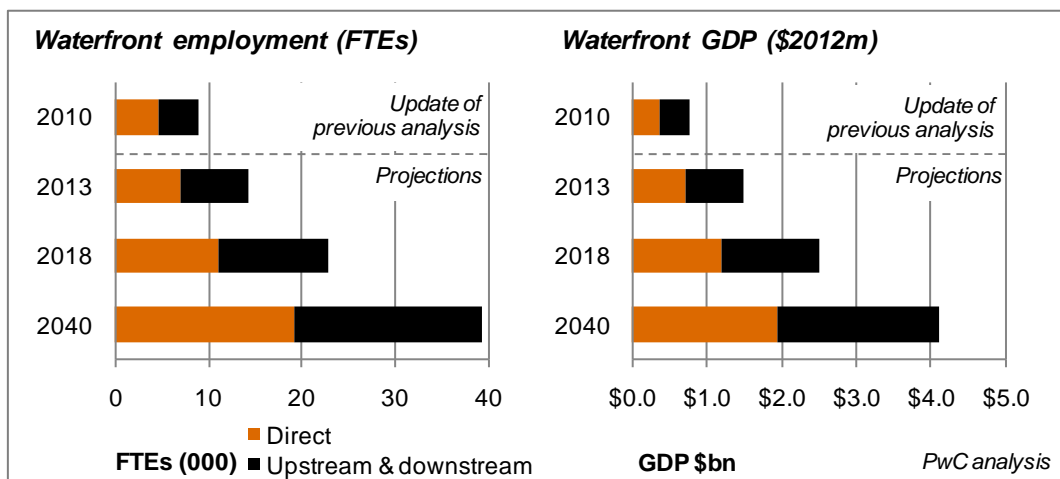 Waterfront employment (FTEs)
2010
2013
2018
2040
Update of
previous analysis
Projections
0 10 20 30 40
FTEs (000)
Direct
Upstream & downstream
Waterfront GDP ($2012m)
2010
2013
2018
2040
Update of
previous analysis
Projections
$0.0 $1.0 $2.0 $3.0 $4.0 $5.0
GDP $bn
PwC analysis